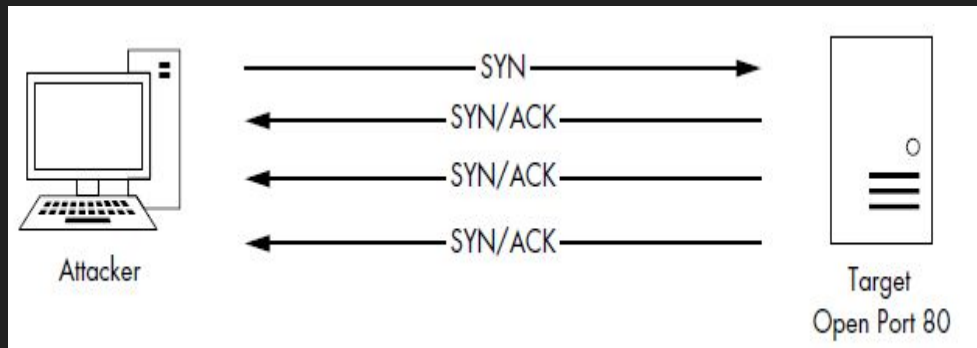 SYN
SYN/ACK
SYN/ACK
SYN/ACK
Attacker
Target
Open Port 80